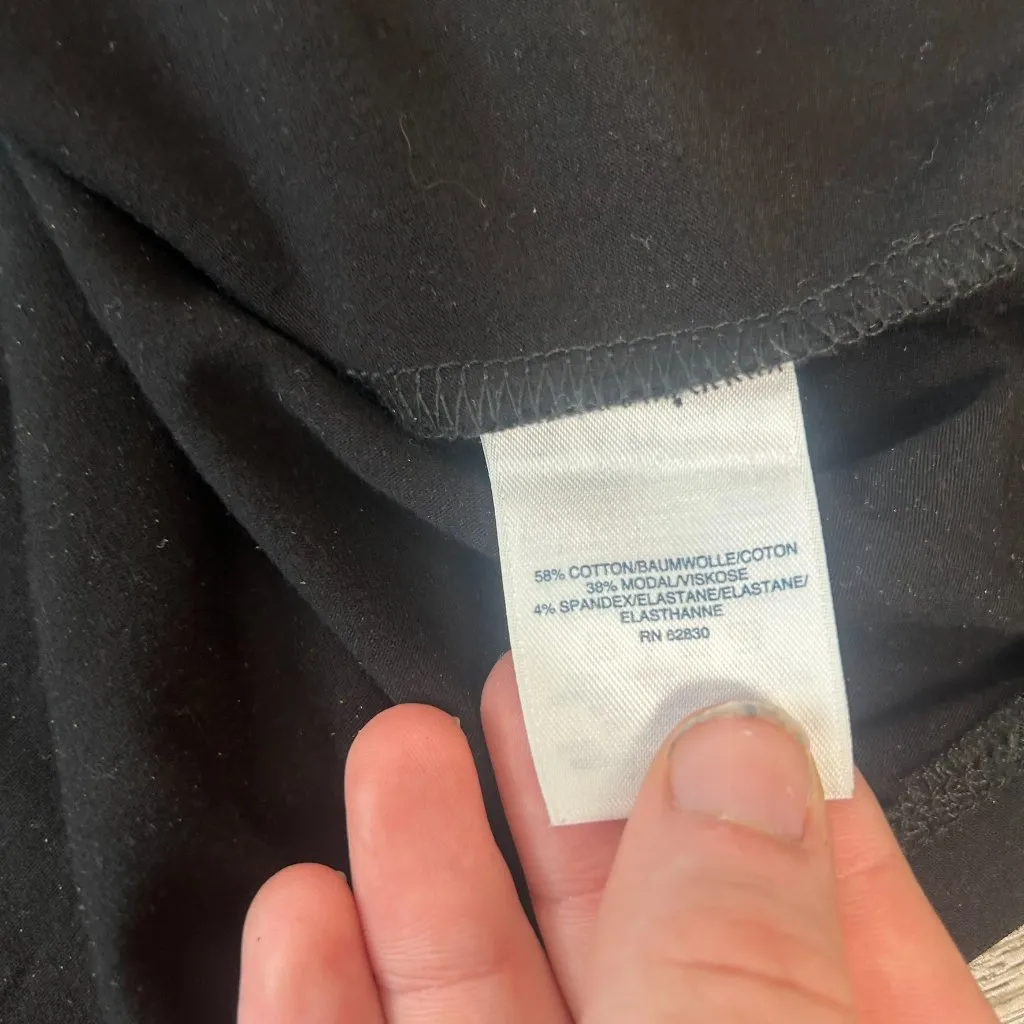 58% COTTON/BAUMWOLLE/COTON
38% MODAL/VISKOSE
4% SPANDEX/ELASTANE/ELASTANE/
ELASTHANNE
RN 62830